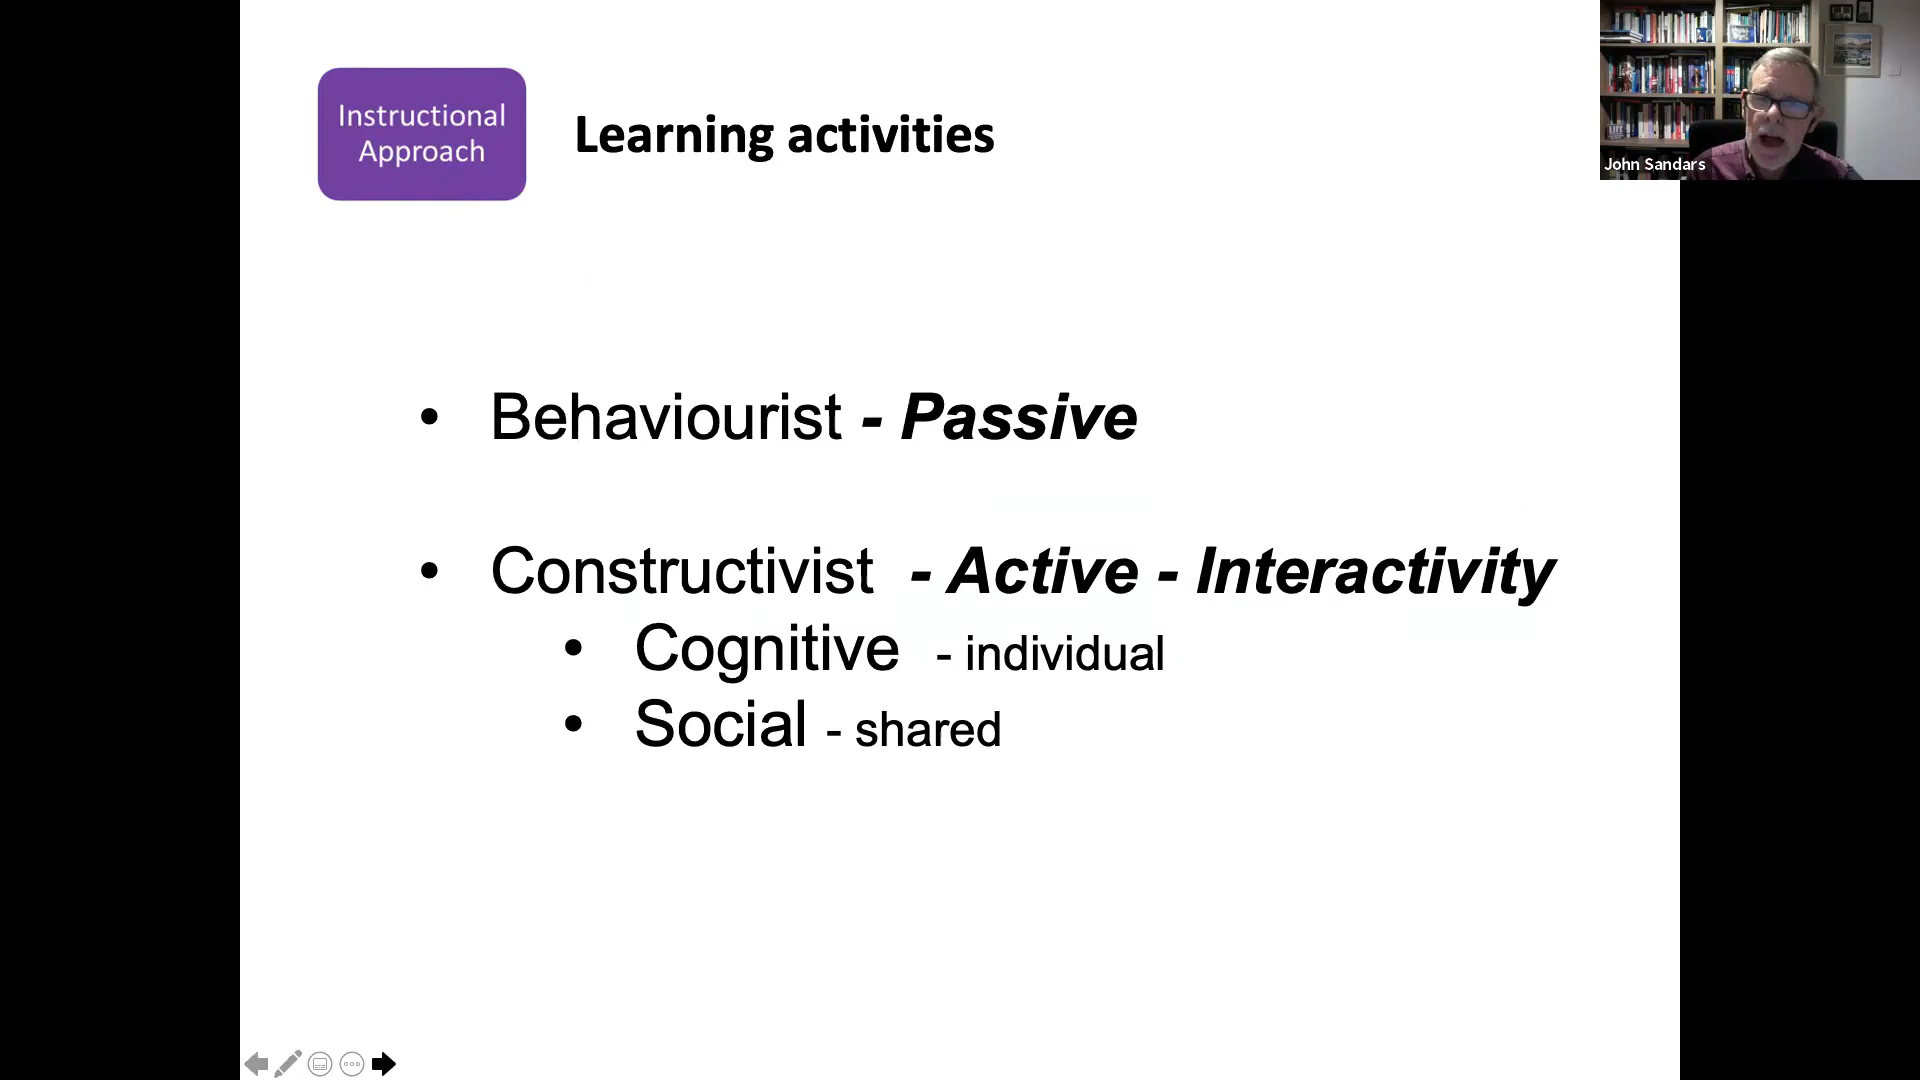 Instructional
Approach
Learning activities
• Behaviourist - Passive
• Constructivist - Active - Interactivity
• Cognitive - individual
• Social - shared
John Sandars